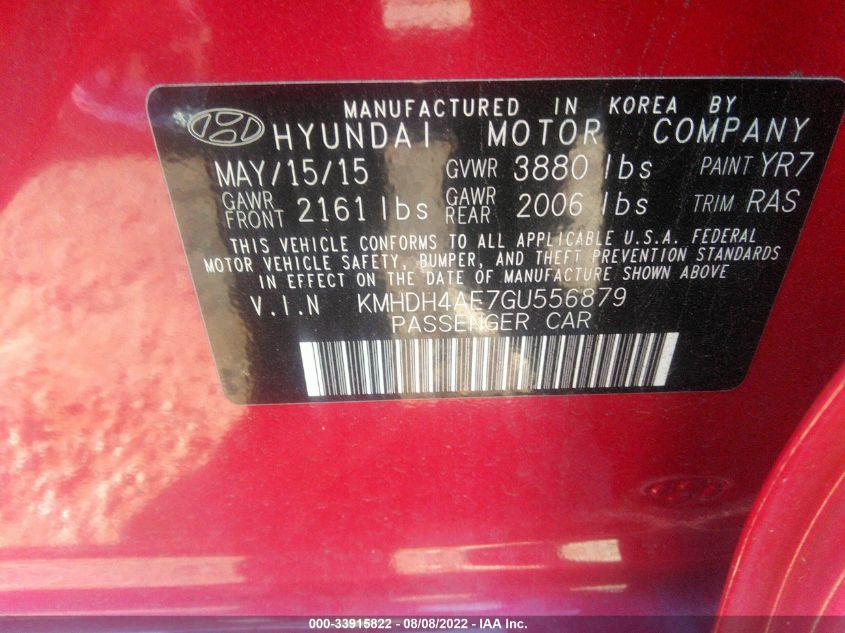 MANUFACTURED IN KOREA BY
HYUNDAI MOTOR COMPANY
MAY/15/15 GVWR 3880 lbs PAINT YR7
GAWR FRONT 2161 lbs GAWR REAR 2006 lbs TRIM RAS
THIS VEHICLE CONFORMS TO ALL APPLICABLE U.S.A. FEDERAL
MOTOR VEHICLE SAFETY, BUMPER, AND THEFT PREVENTION STANDARDS
IN EFFECT ON THE DATE OF MANUFACTURE SHOWN ABOVE
V.I.N KMHDH4AE7GU556879
PASSENGER CAR
000-33915822 - 08/08/2022 - IAA Inc.